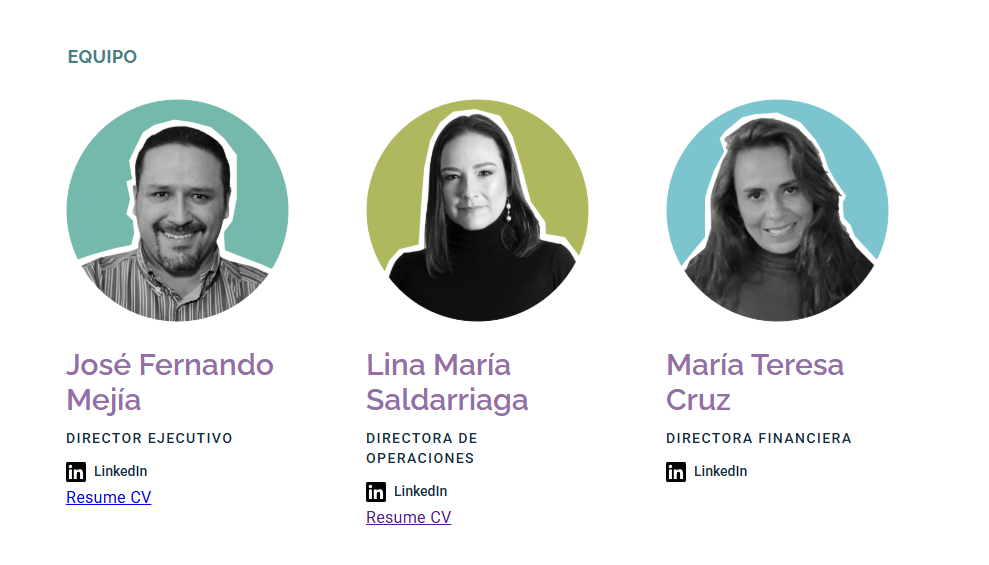 EQUIPO
José Fernando
Mejía
DIRECTOR EJECUTIVO
LinkedIn
Resume CV
Lina María
Saldarriaga
DIRECTORA DE
OPERACIONES
LinkedIn
Resume CV
María Teresa
Cruz
DIRECTORA FINANCIERA
LinkedIn